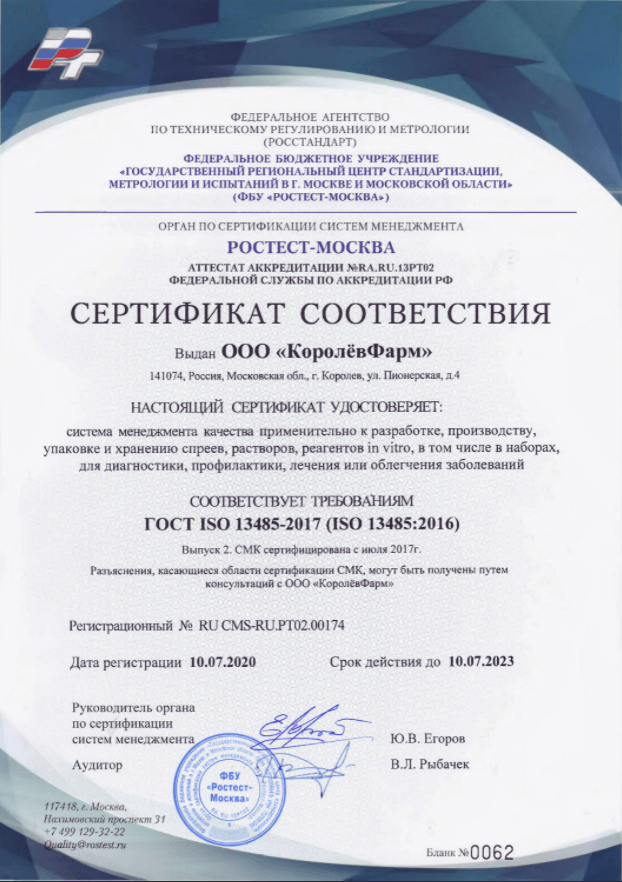 ФЕДЕРАЛЬНОЕ АГЕНТСТВО
ПО ТЕХНИЧЕСКОМУ РЕГУЛИРОВАНИЮ И МЕТРОЛОГИИ
(РОССТАНДАРТ)
ФЕДЕРАЛЬНОЕ БЮДЖЕТНОЕ УЧРЕЖДЕНИЕ
«ГОСУДАРСТВЕННЫЙ РЕГИОНАЛЬНЫЙ ЦЕНТР СТАНДАРТИЗАЦИИ,
МЕТРОЛОГИИ И ИСПЫТАНИЙ В Г. МОСКВЕ И МОСКОВСКОЙ ОБЛАСТИ»
(ФБУ «РОСТЕСТ-МОСКВА»)
ОРГАН ПО СЕРТИФИКАЦИИ СИСТЕМ МЕНЕДЖМЕНТА
РОСТЕСТ-МОСКВА
АТТЕСТАТ АККРЕДИТАЦИИ №RA.RU.13РТ02
ФЕДЕРАЛЬНОЙ СЛУЖБЫ ПО АККРЕДИТАЦИИ РФ
СЕРТИФИКАТ СООТВЕТСТВИЯ
Выдан ООО «КоролёвФарм»
141074, Россия, Московская обл., г. Королев, ул. Пионерская, д.4
НАСТОЯЩИЙ СЕРТИФИКАТ УДОСТОВЕРЯЕТ:
система менеджмента качества применительно к разработке, производству,
упаковке и хранению спреев, растворов, реагентов in vitro, в том числе в наборах,
для диагностики, профилактики, лечения или облегчения заболеваний
СООТВЕТСТВУЕТ ТРЕБОВАНИЯМ
ГОСТ ISO 13485-2017 (ISO 13485:2016)
Выпуск 2. СМК сертифицирована с июля 2017г.
Разъяснения, касающиеся области сертификации СМК, могут быть получены путем
консультаций с ООО «КоролёвФарм»
Регистрационный № RU CMS-RU.PT02.00174
Дата регистрации 10.07.2020 Срок действия до 10.07.2023
Руководитель органа
по сертификации
систем менеджмента Ю.В. Егоров
Аудитор В.Л. Рыбачек
ФБУ
«Ростест-
Москва»
117418, г. Москва,
Нахимовский проспект 31
+7 499 129-32-22
Quality@rostest.ru
Бланк №0062